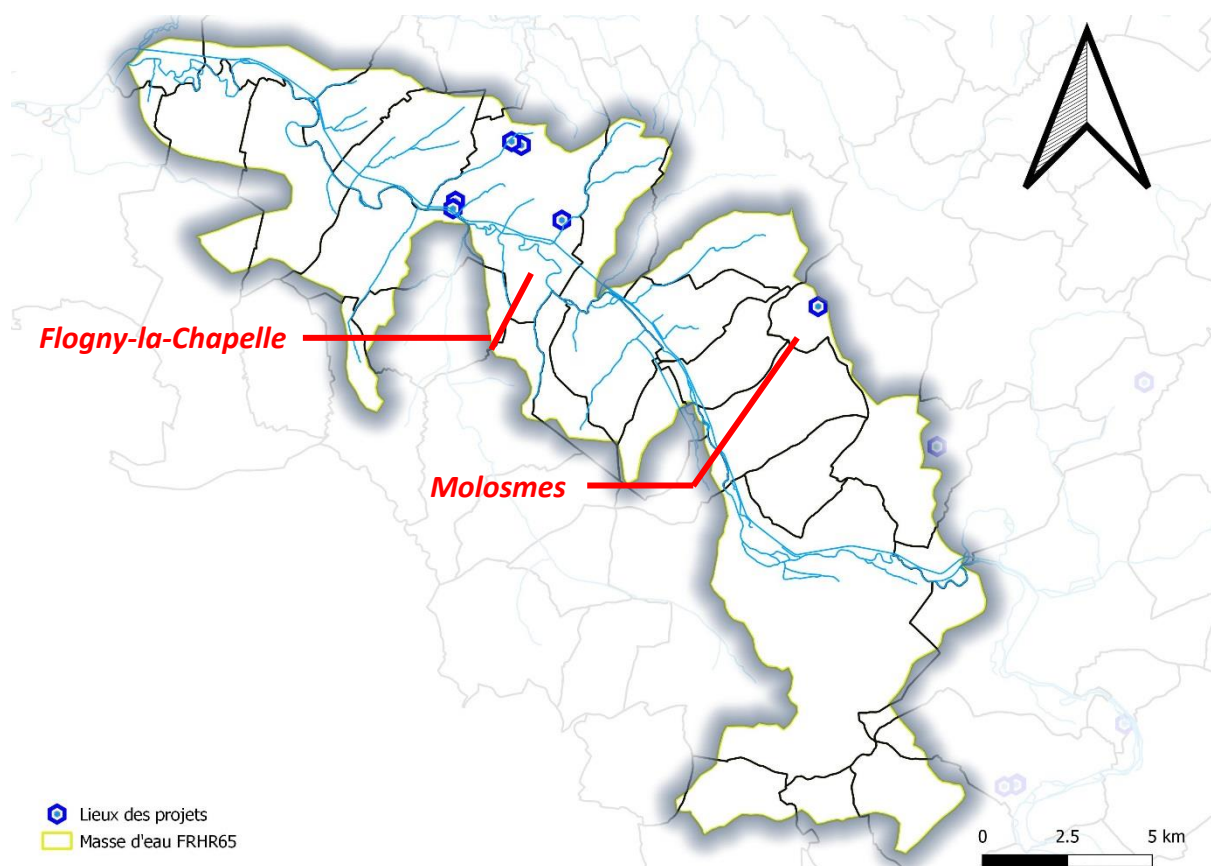 Flogny-la-Chapelle
Molosmes
Lieux des projets
Masse d'eau FRHR65
0 2.5 5 km